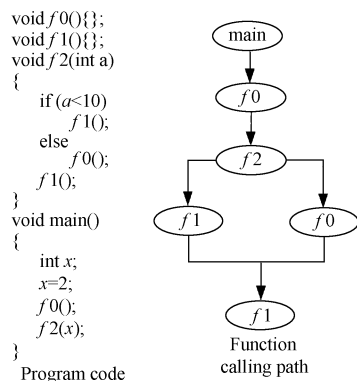 void f0(){};
void f1(){};
void f2(int a)
{
if (a<10)
f1();
else
f0();
f1();
}
void main()
{
int x;
x=2;
f0();
f2(x);
}
Program code
main
f0
f2
f1
f0
f1
Function
calling path